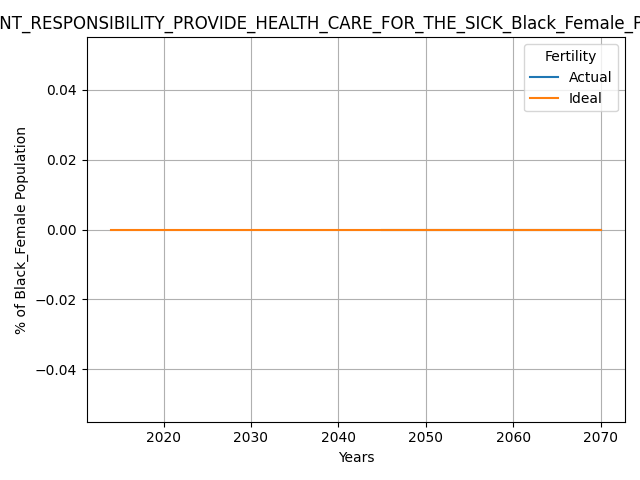 NT_RESPONSIBILITY_PROVIDE_HEALTH_CARE_FOR_THE_SICK_Black_Female_P
Fertility
Actual
Ideal
0.04
0.02
0.00
−0.02
−0.04
% of Black_Female Population
2020 2030 2040 2050 2060 2070
Years